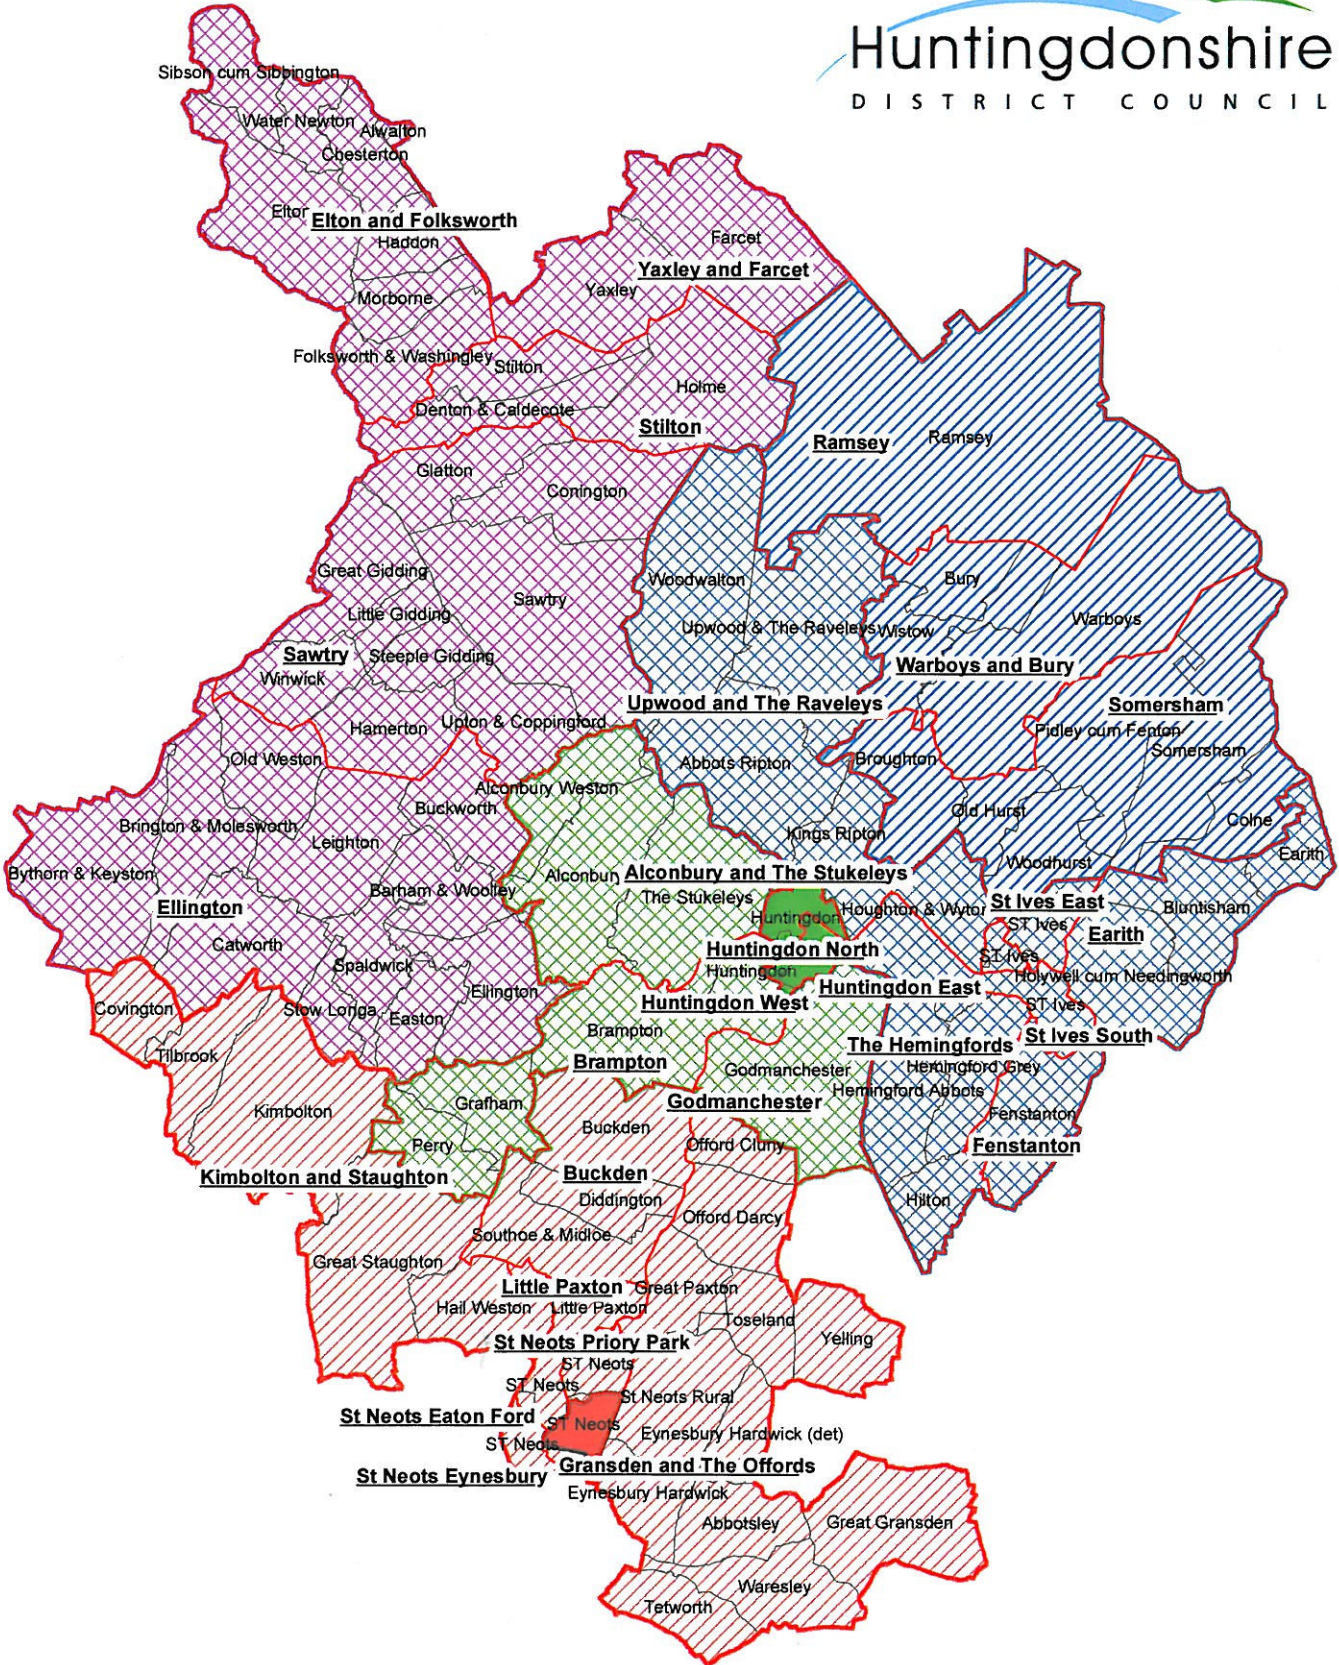 Huntingdonshire
DISTRICT COUNCIL
Sibson cum Sibbington
Water Newton
Alwalton
Chesterton
Elton and Folksworth
Haddon
Farcet
Yaxley and Farcet
Yaxley
Morborne
Folksworth & Washingley
Stilton
Holme
Denton & Caldecote
Stilton
Ramsey
Ramsey
Glatton
Conington
Great Gidding
Woodwalton
Bury
Sawtry
Little Gidding
Warboys
Upwood & The Raveleys
Wistow
Sawtry
Steeple Gidding
Warboys and Bury
Winwick
Upwood and The Raveleys
Somersham
Hamerton
Upton & Coppingford
Pidley cum Fenton
Somersham
Old Weston
Abbots Ripton
Broughton
Alconbury Weston
Buckworth
Old Hurst
Brington & Molesworth
Leighton
Kings Ripton
Colne
Earith
Woodhurst
Bythorn & Keyston
Alconbury and The Stukeleys
Alconbury
Barham & Woolley
The Stukeleys
St Ives East
Ellington
Huntingdon
Houghton & Wyton
Bluntisham
ST Ives
Earith
Catworth
Huntingdon North
ST Ives
Spaldwick
Huntingdon
Holywell cum Needingworth
Huntingdon East
Ellington
Huntingdon West
ST Ives
Covington
Stow Longa
Easton
Brampton
St Ives South
The Hemingfords
Tilbrook
Brampton
Godmanchester
Hemingford Grey
Hemingford Abbots
Godmanchester
Grafham
Kimbolton
Fenstanton
Buckden
Perry
Offord Cluny
Fenstanton
Kimbolton and Staughton
Buckden
Diddington
Hilton
Offord Darcy
Southoe & Midloe
Great Staughton
Little Paxton
Great Paxton
Hail Weston
Little Paxton
Toseland
Yelling
St Neots Priory Park
ST Neots
ST Neots
St Neots Rural
St Neots Eaton Ford
ST Neots
Eynesbury Hardwick (det)
ST Neots
Gransden and The Offords
St Neots Eynesbury
Eynesbury Hardwick
Abbotsley
Great Gransden
Waresley
Tetworth